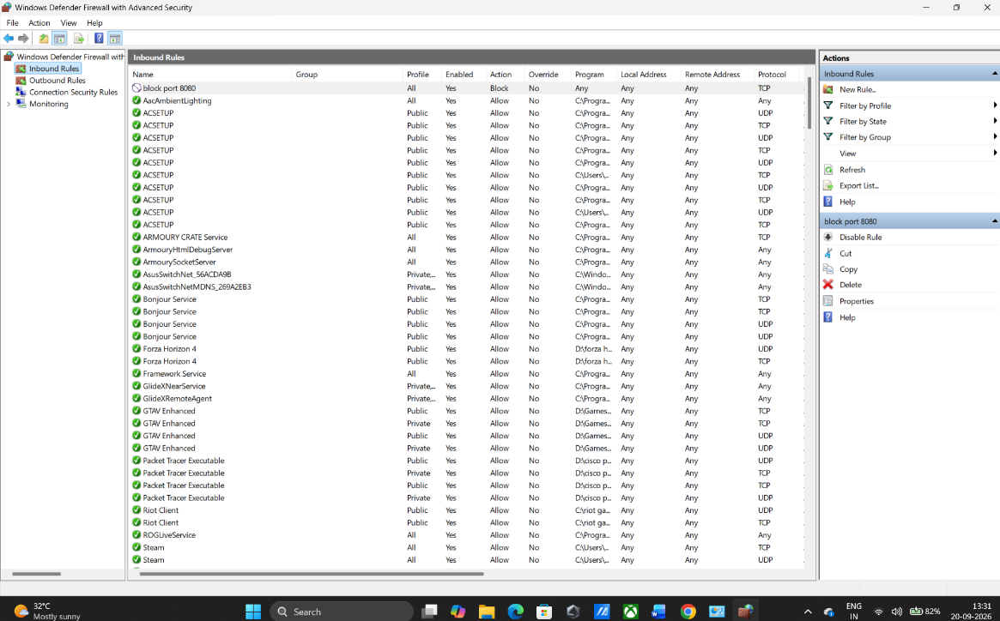 Windows Defender Firewall with Advanced Security
File Action View Help
Windows Defender Firewall with
Inbound Rules
Outbound Rules
Connection Security Rules
Monitoring
Inbound Rules
Name Group Profile Enabled Action Override Program Local Address Remote Address Protocol
block port 8080 All Yes Block No Any Any Any TCP
AacAmbientLighting All Yes Allow No C:\Progra... Any Any Any
ACSETUP Public Yes Allow No C:\Progra... Any Any UDP
ACSETUP Public Yes Allow No C:\Progra... Any Any TCP
ACSETUP Public Yes Allow No C:\Progra... Any Any UDP
ACSETUP Public Yes Allow No C:\Progra... Any Any TCP
ACSETUP Public Yes Allow No C:\Progra... Any Any UDP
ACSETUP Public Yes Allow No C:\Users\... Any Any TCP
ACSETUP Public Yes Allow No C:\Progra... Any Any UDP
ACSETUP Public Yes Allow No C:\Progra... Any Any TCP
ACSETUP Public Yes Allow No C:\Users\... Any Any UDP
ACSETUP Public Yes Allow No C:\Progra... Any Any TCP
ARMOURY CRATE Service All Yes Allow No C:\Progra... Any Any TCP
ArmouryHtmlDebugServer All Yes Allow No C:\Progra... Any Any Any
ArmourySocketServer All Yes Allow No C:\Progra... Any Any Any
AsusSwitchNet_56ACDA9B Private,... Yes Allow No C:\Windo... Any Any Any
AsusSwitchNetMDNS_269A2EB3 Private,... Yes Allow No C:\Windo... Any Any Any
Bonjour Service Public Yes Allow No C:\Progra... Any Any TCP
Bonjour Service Public Yes Allow No C:\Progra... Any Any TCP
Bonjour Service Public Yes Allow No C:\Progra... Any Any UDP
Bonjour Service Public Yes Allow No C:\Progra... Any Any UDP
Forza Horizon 4 Public Yes Allow No D:\forza h... Any Any UDP
Forza Horizon 4 Public Yes Allow No D:\forza h... Any Any TCP
Framework Service All Yes Allow No C:\Progra... Any Any Any
GlideXNearService Private,... Yes Allow No C:\Progra... Any Any Any
GlideXRemoteAgent Private,... Yes Allow No C:\Progra... Any Any Any
GTAV Enhanced Public Yes Allow No D:\Games... Any Any TCP
GTAV Enhanced Private Yes Allow No D:\Games... Any Any TCP
GTAV Enhanced Public Yes Allow No D:\Games... Any Any UDP
GTAV Enhanced Private Yes Allow No D:\Games... Any Any UDP
Packet Tracer Executable Public Yes Allow No D:\cisco p... Any Any UDP
Packet Tracer Executable Private Yes Allow No D:\cisco p... Any Any TCP
Packet Tracer Executable Public Yes Allow No D:\cisco p... Any Any TCP
Packet Tracer Executable Private Yes Allow No D:\cisco p... Any Any UDP
Riot Client Public Yes Allow No C:\riot ga... Any Any UDP
Riot Client Public Yes Allow No C:\riot ga... Any Any TCP
ROGLiveService All Yes Allow No C:\Progra... Any Any Any
Steam All Yes Allow No C:\Users\... Any Any TCP
Steam All Yes Allow No C:\Users\... Any Any UDP
Actions
Inbound Rules
New Rule...
Filter by Profile
Filter by State
Filter by Group
View
Refresh
Export List...
Help
block port 8080
Disable Rule
Cut
Copy
Delete
Properties
Help
32°C
Mostly sunny
Search
ENG
IN
82%
13:31
20-09-2026